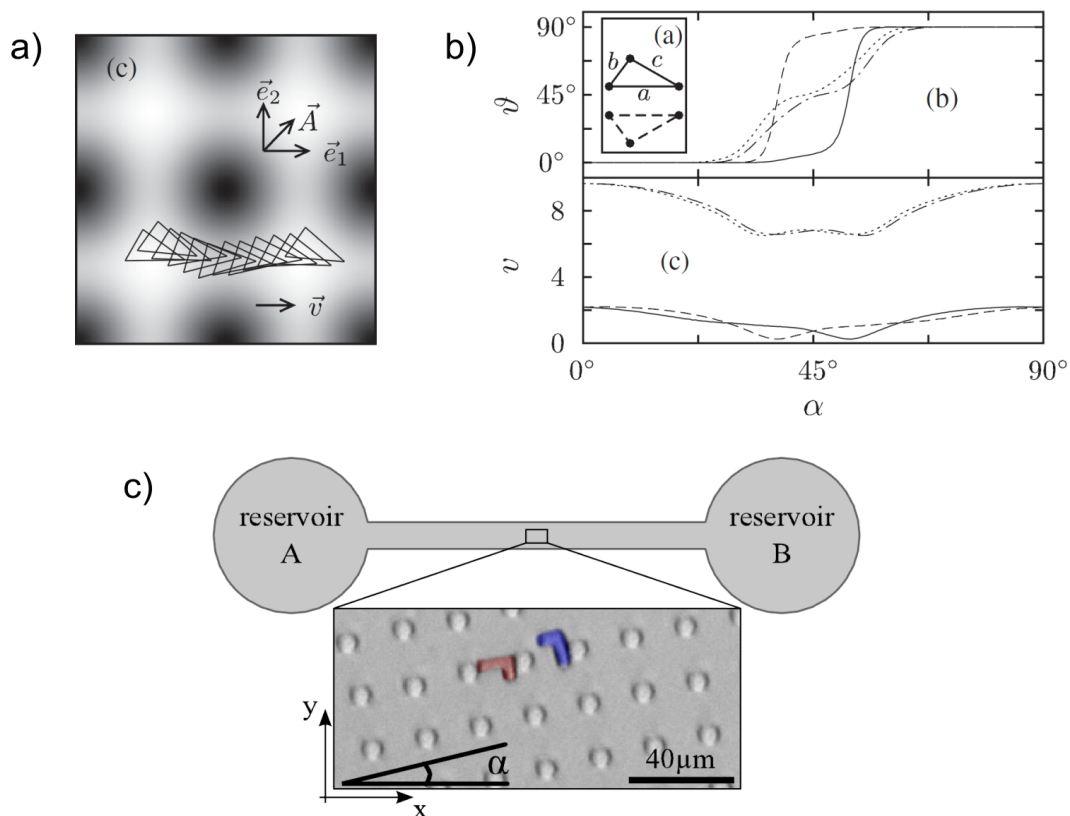 a)
(c)
e⃗2
A⃗
e⃗1
v⃗
b)
90°
45°
0°
ϑ
(a)
b
c
a
(b)
8
4
0
v
(c)
0°
45°
90°
α
c)
reservoir
A
reservoir
B
y
x
α
40μm